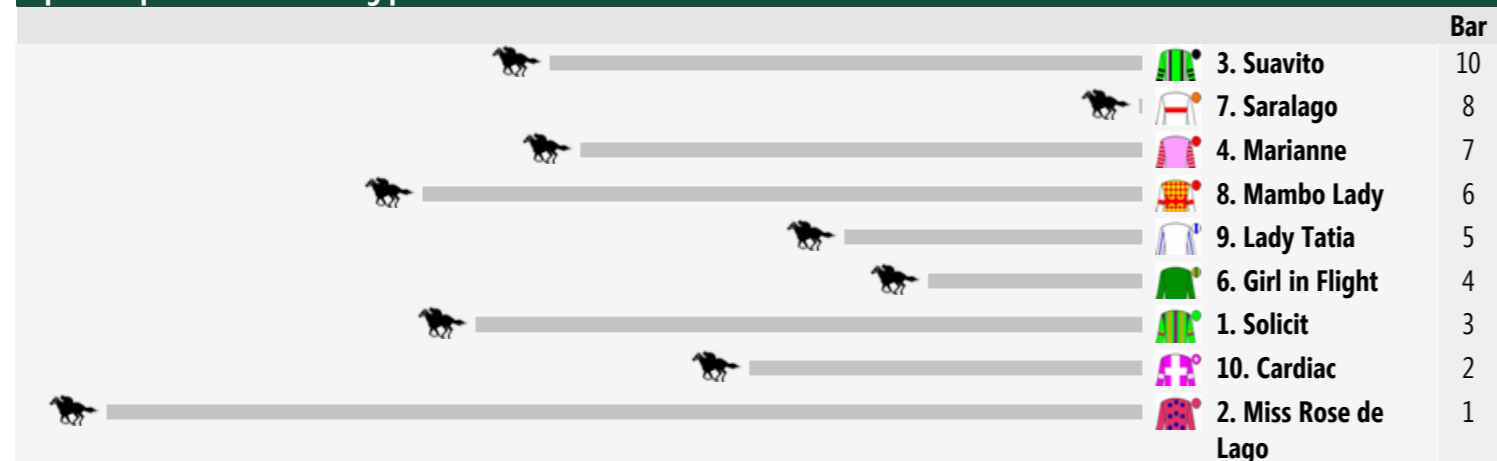 Bar
3. Suavito 10
7. Saralago 8
4. Marianne 7
8. Mambo Lady 6
9. Lady Tatia 5
6. Girl in Flight 4
1. Solicit 3
10. Cardiac 2
2. Miss Rose de 1
Lago